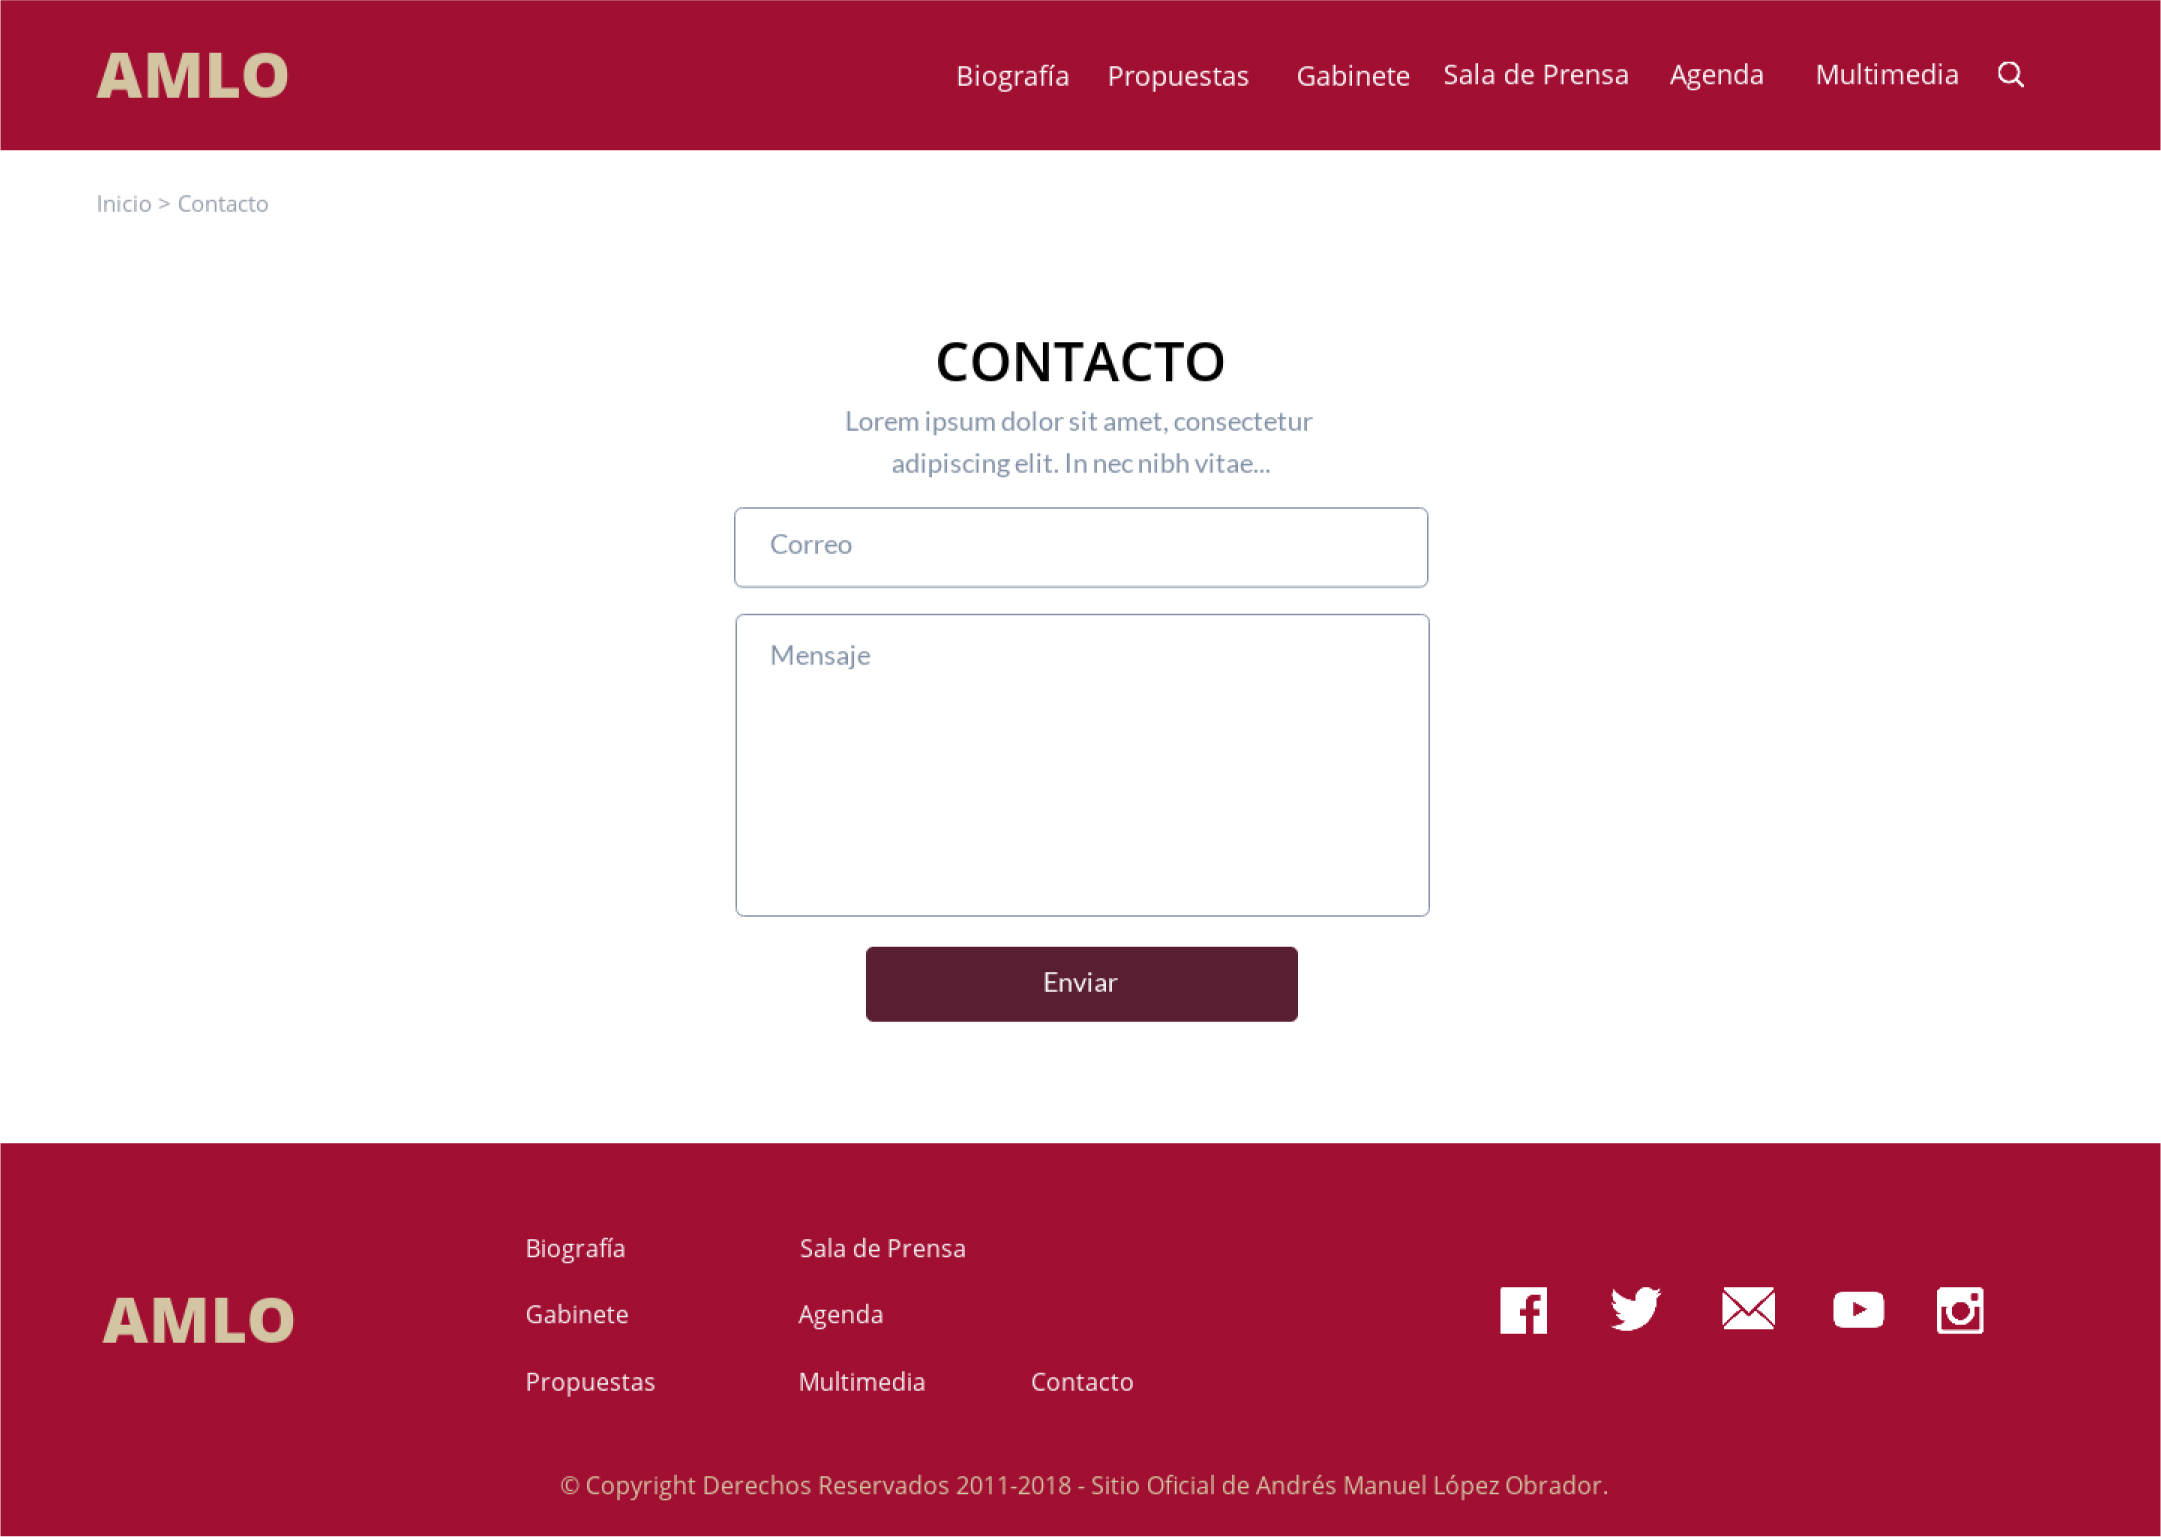 AMLO
Biografía Propuestas Gabinete Sala de Prensa Agenda Multimedia
Inicio > Contacto
CONTACTO
Lorem ipsum dolor sit amet, consectetur
adipiscing elit. In nec nibh vitae...
Correo
Mensaje
Enviar
AMLO
Biografía Sala de Prensa
Gabinete Agenda
Propuestas Multimedia Contacto
© Copyright Derechos Reservados 2011-2018 - Sitio Oficial de Andrés Manuel López Obrador.